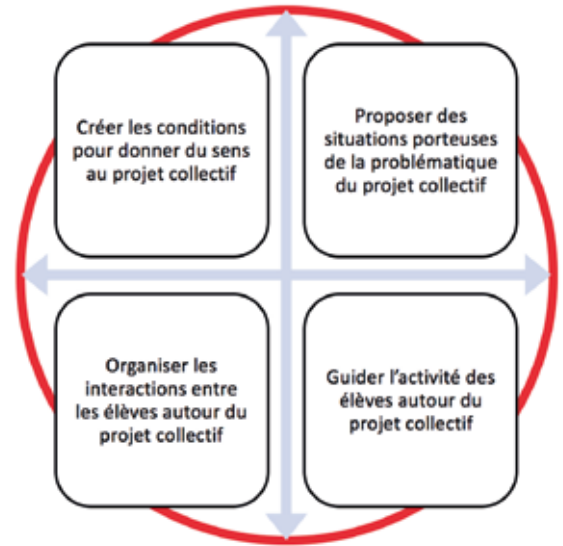 Créer les conditions
pour donner du sens
au projet collectif
Proposer des
situations porteuses
de la problématique
du projet collectif
Organiser les
interactions entre
les élèves autour du
projet collectif
Guider l’activité des
élèves autour du
projet collectif